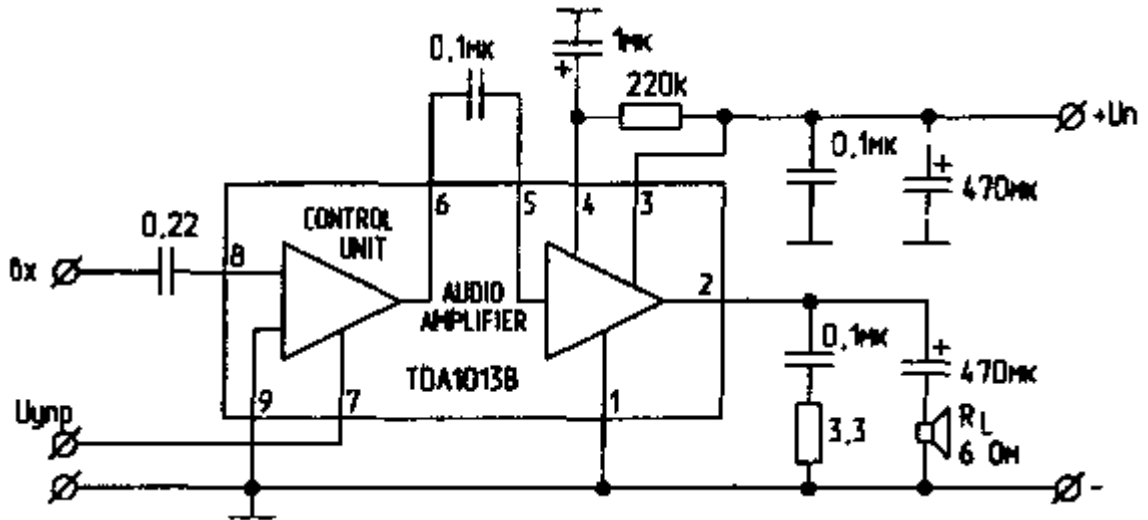 1мк
0,1мк
220k
+Uп
0,1мк
470мк
6 5 4 3
CONTROL
UNIT
0,22
8
вх
AUDIO
AMPLIFIER
2
TDA1013B
0,1мк
470мк
9 7 1
Uупр
3,3
RL
6 Ом
-